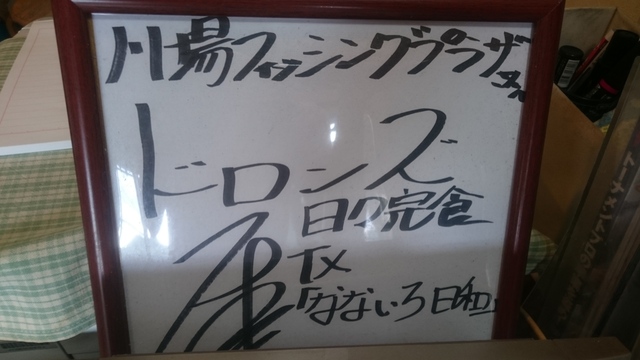 川場フィッシングプラザさん
ドロンズ
石
日々完食
TX
「なないろ日和」